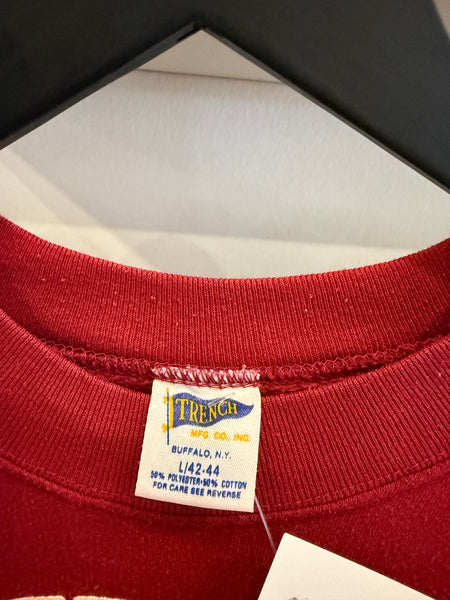 TRENCH
MFG. CO., INC.
BUFFALO, N.Y.
L/42-44
50% POLYESTER·50% COTTON
FOR CARE SEE REVERSE